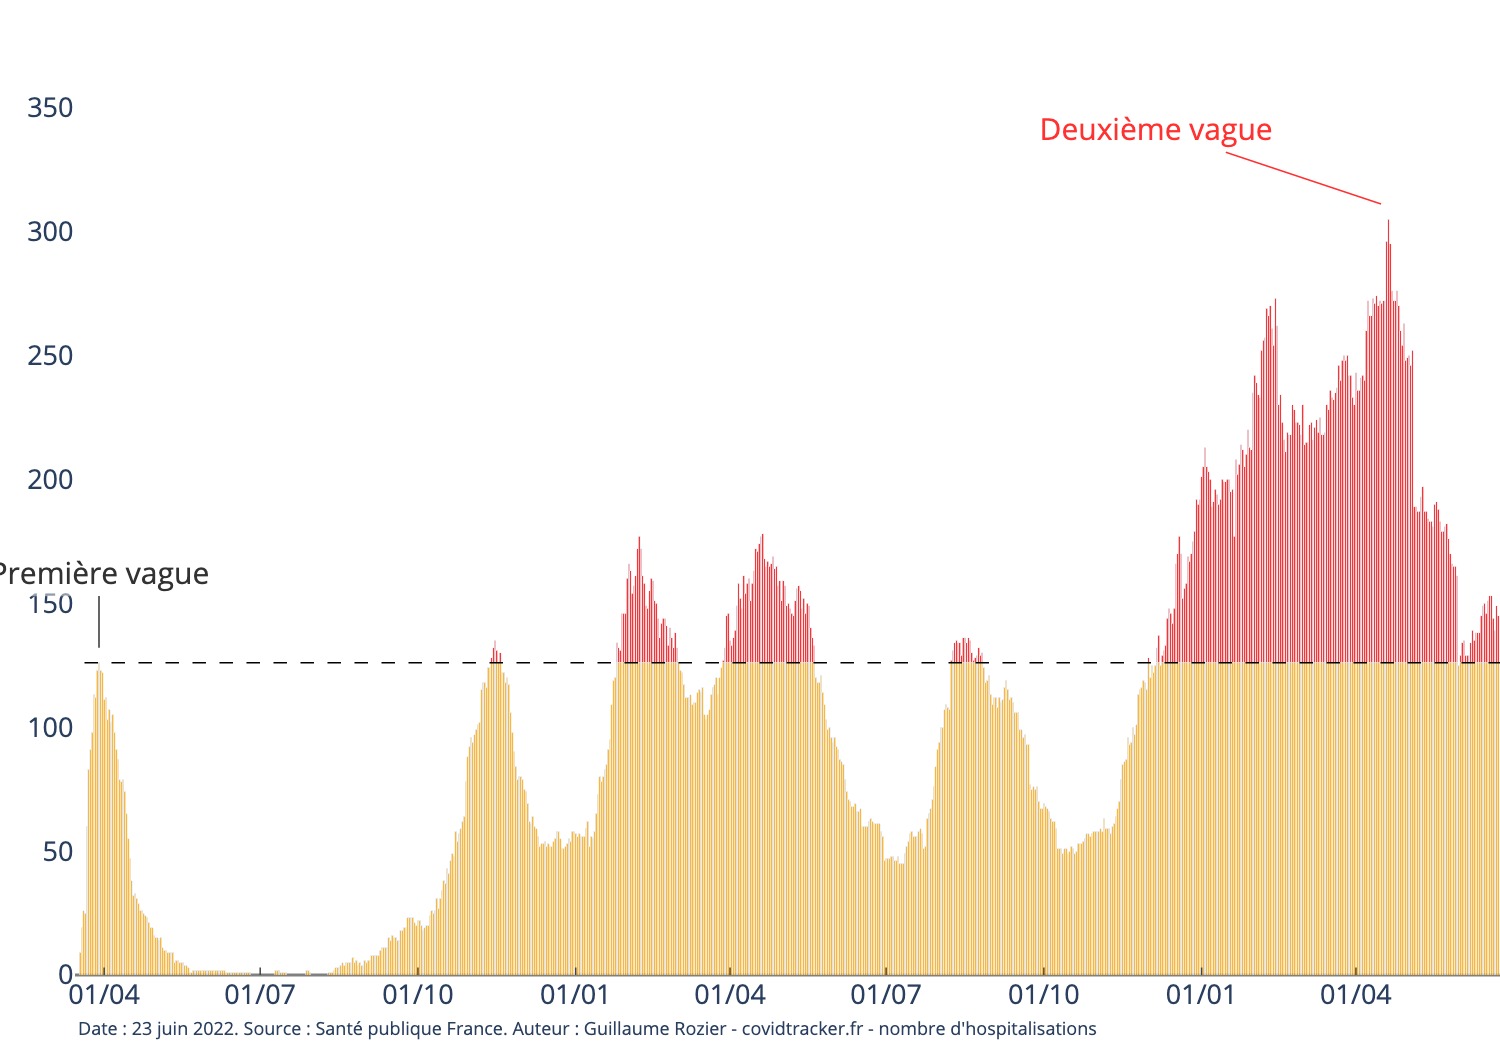 350
Deuxième vague
300
250
200
Première vague
150
100
50
0
01/04 01/07 01/10 01/01 01/04 01/07 01/10 01/01 01/04
Date : 23 juin 2022. Source : Santé publique France. Auteur : Guillaume Rozier - covidtracker.fr - nombre d'hospitalisations